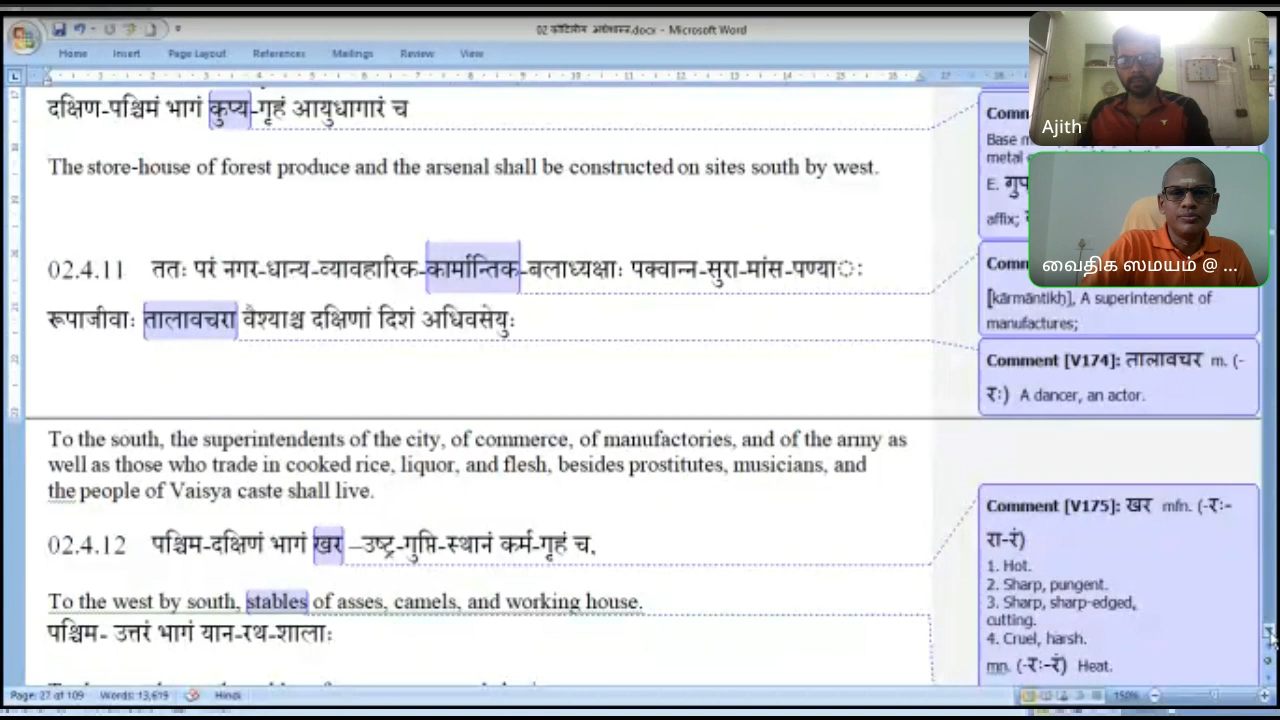 02 कौटिलीय अर्थशास्त्र.docx - Microsoft Word
Home Insert Page Layout References Mailings Review View
दक्षिण-पश्चिमं भागं कुप्य-गृहं आयुधागारं च
The store-house of forest produce and the arsenal shall be constructed on sites south by west.
02.4.11 ततः परं नगर-धान्य-व्यावहारिक-कार्मान्तिक-बलाध्यक्षाः पक्वान्न-सुरा-मांस-पण्याः
रूपाजीवाः तालावचरा वैश्याश्च दक्षिणां दिशं अधिवसेयुः
To the south, the superintendents of the city, of commerce, of manufactories, and of the army as
well as those who trade in cooked rice, liquor, and flesh, besides prostitutes, musicians, and
the people of Vaisya caste shall live.
02.4.12 पश्चिम-दक्षिणं भागं खर –उष्ट्र-गुप्ति-स्थानं कर्म-गृहं च.
To the west by south, stables of asses, camels, and working house.
पश्चिम- उत्तरं भागं यान-रथ-शालाः
Base
metal
E.
affix;
[kārmāntikḥ], A superintendent of
manufactures;
Comment [V174]: तालावचर m. (-
रः) A dancer, an actor.
Comment [V175]: खर mfn. (-रः-
रा-रं)
1. Hot.
2. Sharp, pungent.
3. Sharp, sharp-edged,
cutting.
4. Cruel, harsh.
mn. (-रः-रं) Heat.
Ajith
வைதிக ஸமயம் @ ...
Page: 27 of 109 Words: 13,619 Hindi 150%